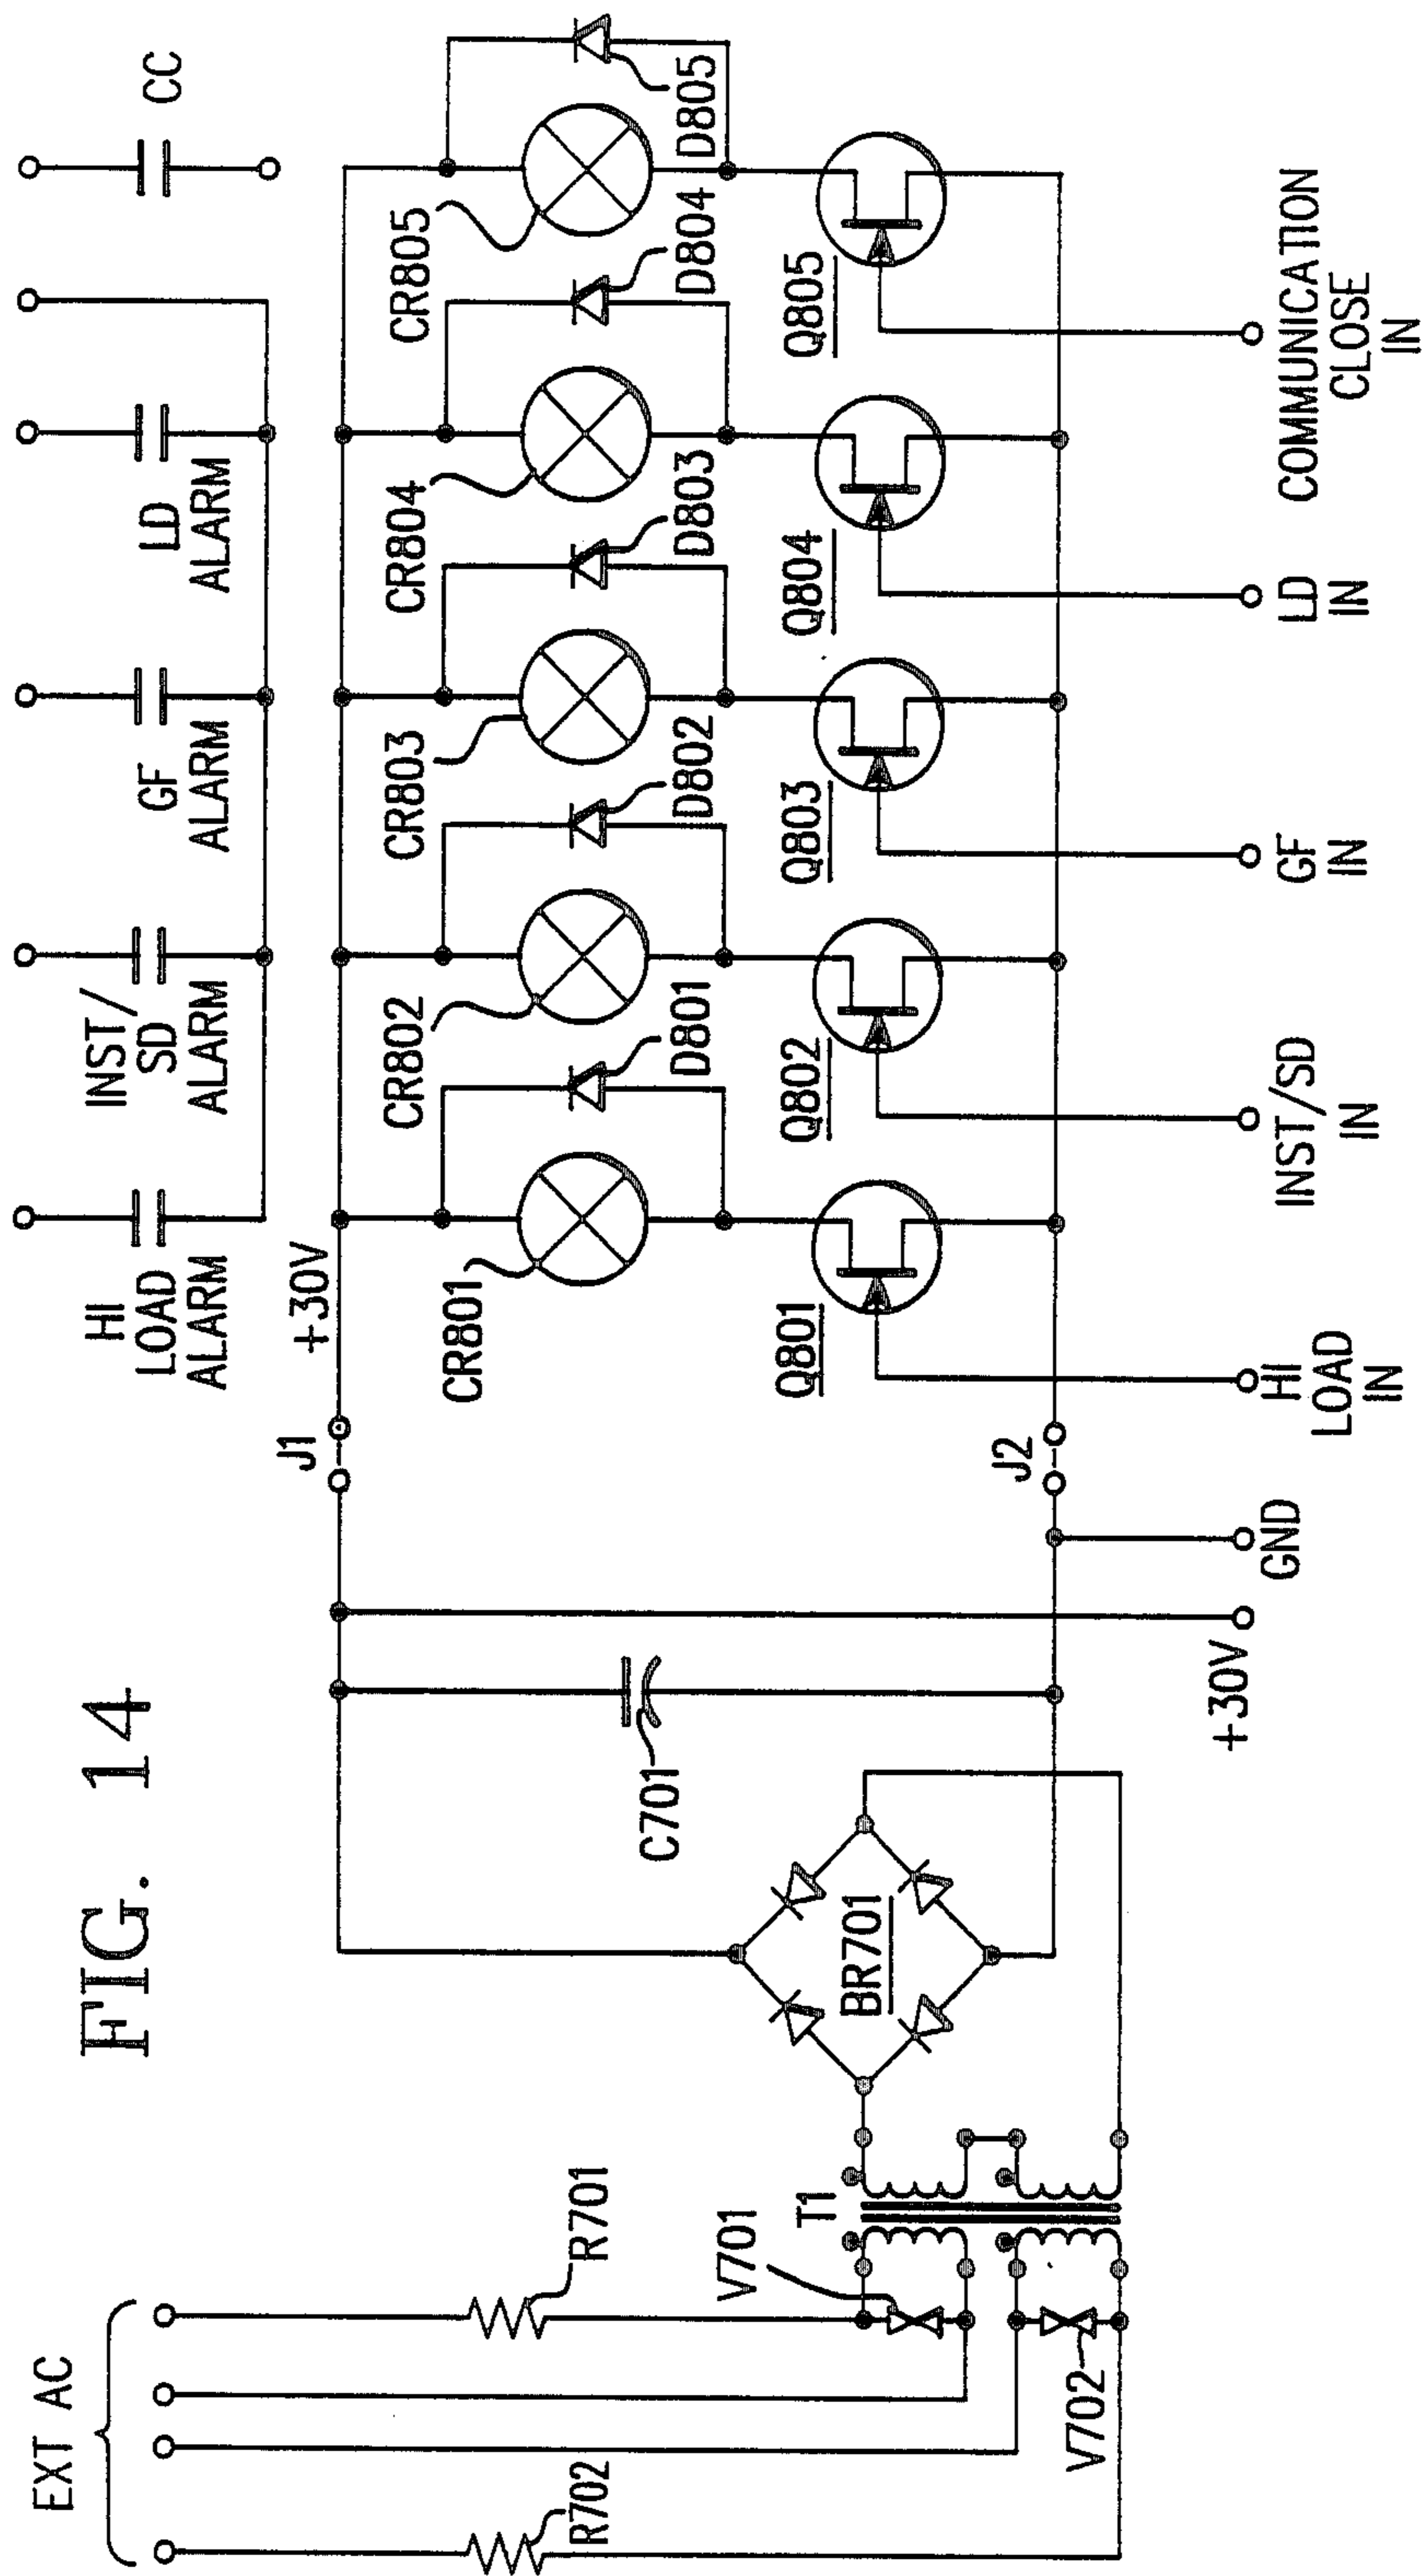 FIG. 14
EXT AC
R702
R701
V701
V702
T1
BR701
C701
+30V
GND
J1
J2
+30V
HI
LOAD
ALARM
INST/
SD
ALARM
GF
ALARM
LD
ALARM
CC
CR801
D801
CR802
D802
CR803
D803
CR804
D804
CR805
D805
Q801
Q802
Q803
Q804
Q805
HI
LOAD
IN
INST/SD
IN
GF
IN
LD
IN
COMMUNICATION
CLOSE
IN